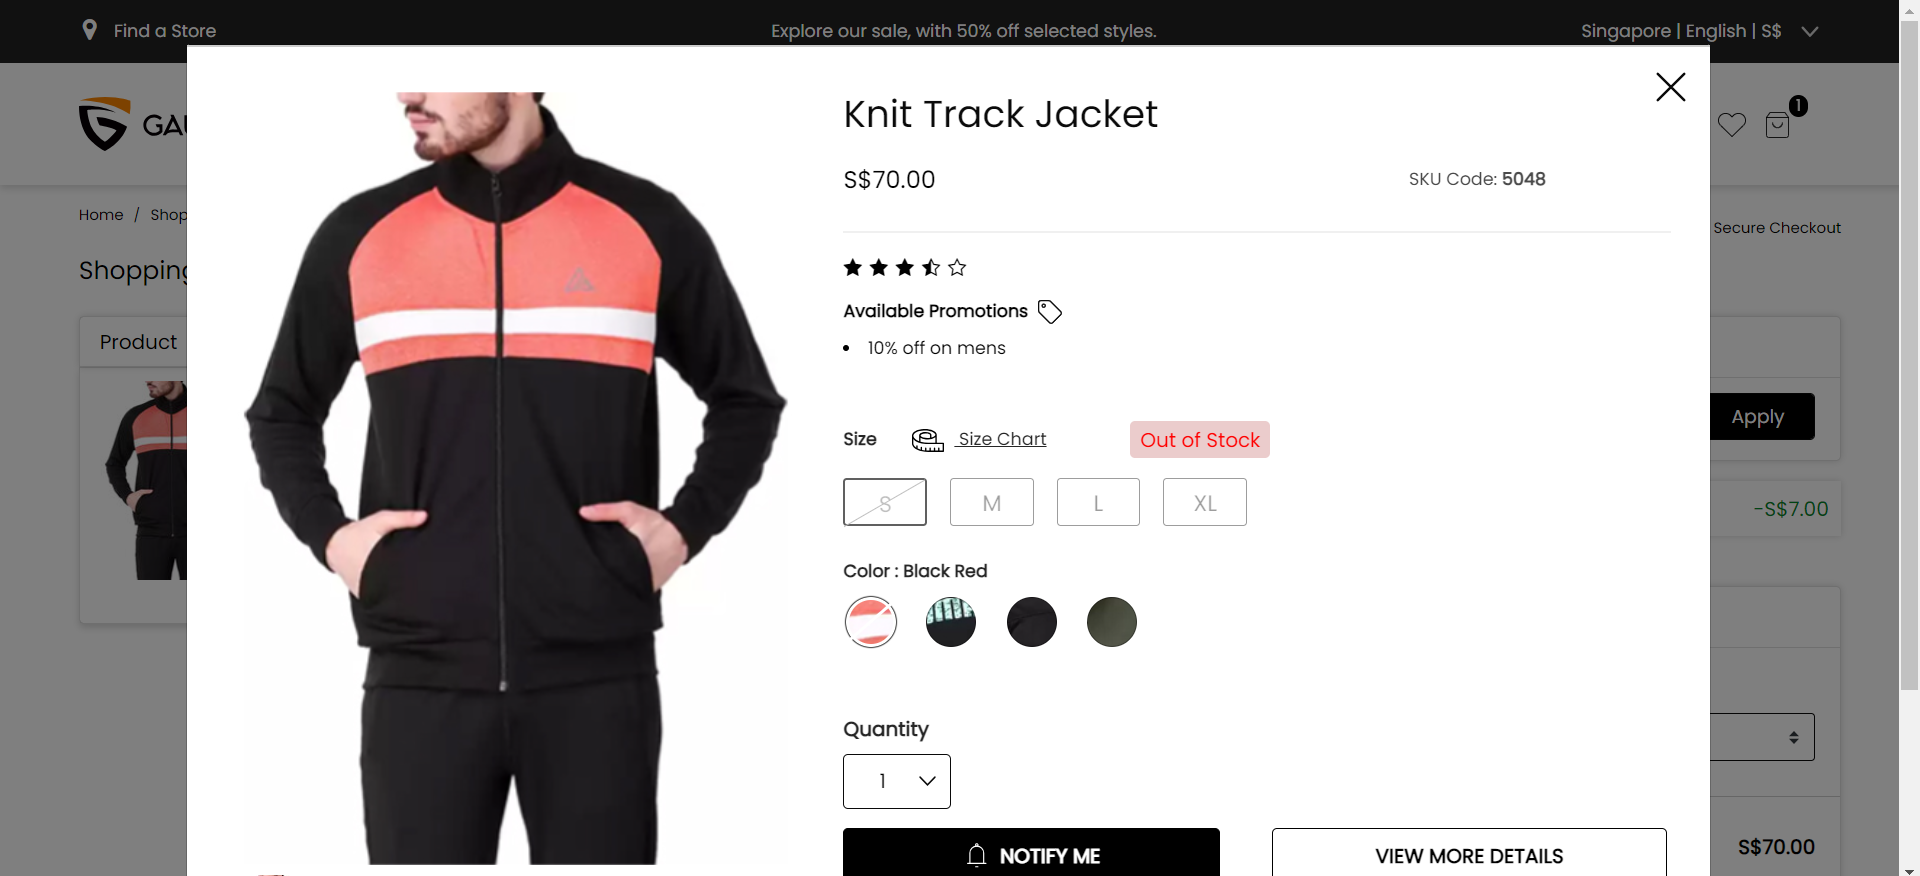 Find a Store
Explore our sale, with 50% off selected styles.
Singapore | English | S$
1
Home / Shop
Secure Checkout
Shopping
Product
Apply
-S$7.00
S$70.00
Knit Track Jacket
S$70.00
SKU Code: 5048
Available Promotions
10% off on mens
Size
Size Chart
Out of Stock
S M L XL
Color : Black Red
Quantity
1
NOTIFY ME
VIEW MORE DETAILS